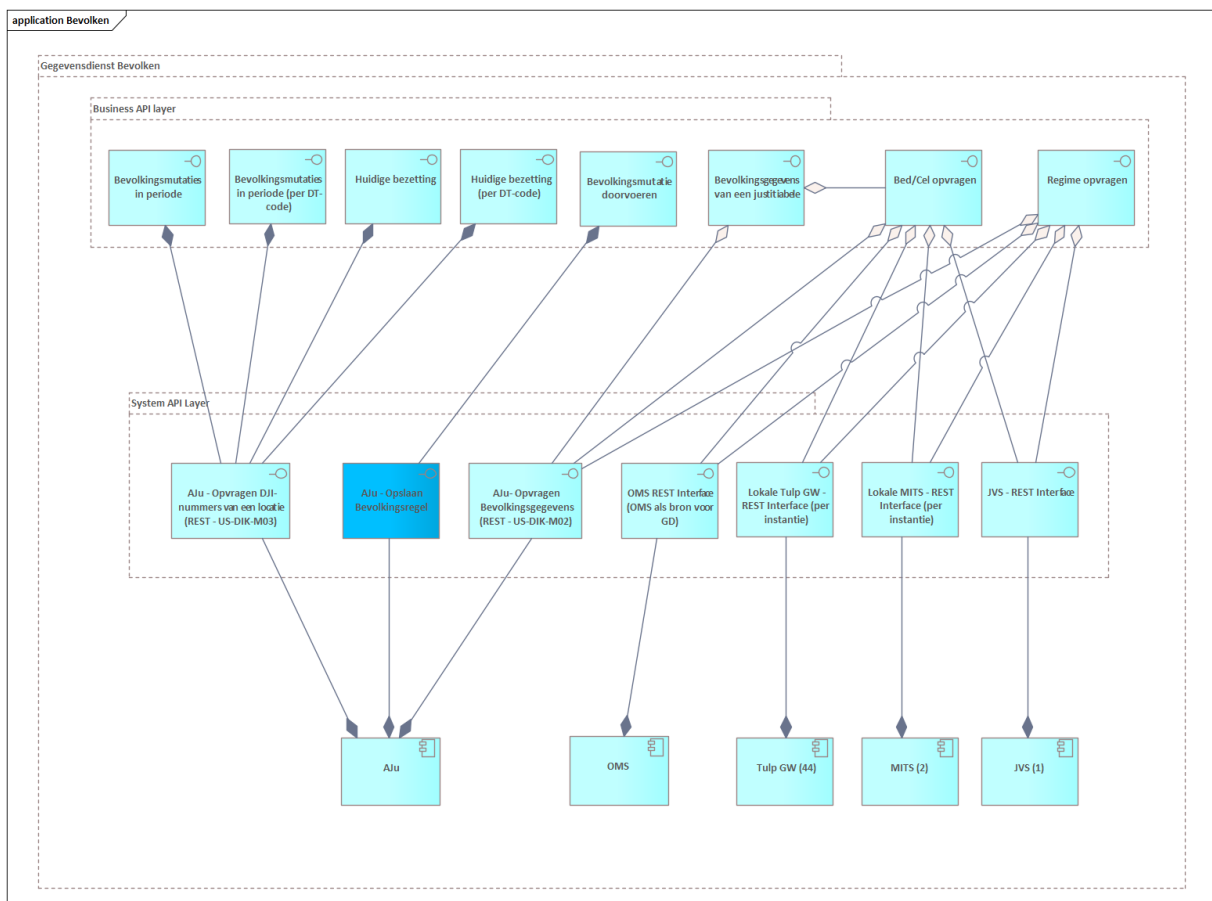 application Bevolken
Gegevensdienst Bevolken
Business API layer
Bevolkingsmutaties
in periode
Bevolkingsmutaties
in periode (per DT-
code)
Huidige bezetting
Huidige bezetting
(per DT-code)
Bevolkingsmutatie
doorvoeren
Bevolkingsgegevens
van een justitiabele
Bed/Cel opvragen
Regime opvragen
System API Layer
AJu - Opvragen DJI-
nummers van een locatie
(REST - US-DIK-M03)
AJu - Opslaan
Bevolkingsregel
AJu- Opvragen
Bevolkingsgegevens
(REST - US-DIK-M02)
OMS REST Interface
(OMS als bron voor
GD)
Lokale Tulp GW -
REST Interface (per
instantie)
Lokale MITS - REST
Interface (per
instantie)
JVS - REST Interface
AJu
OMS
Tulp GW (44)
MITS (2)
JVS (1)